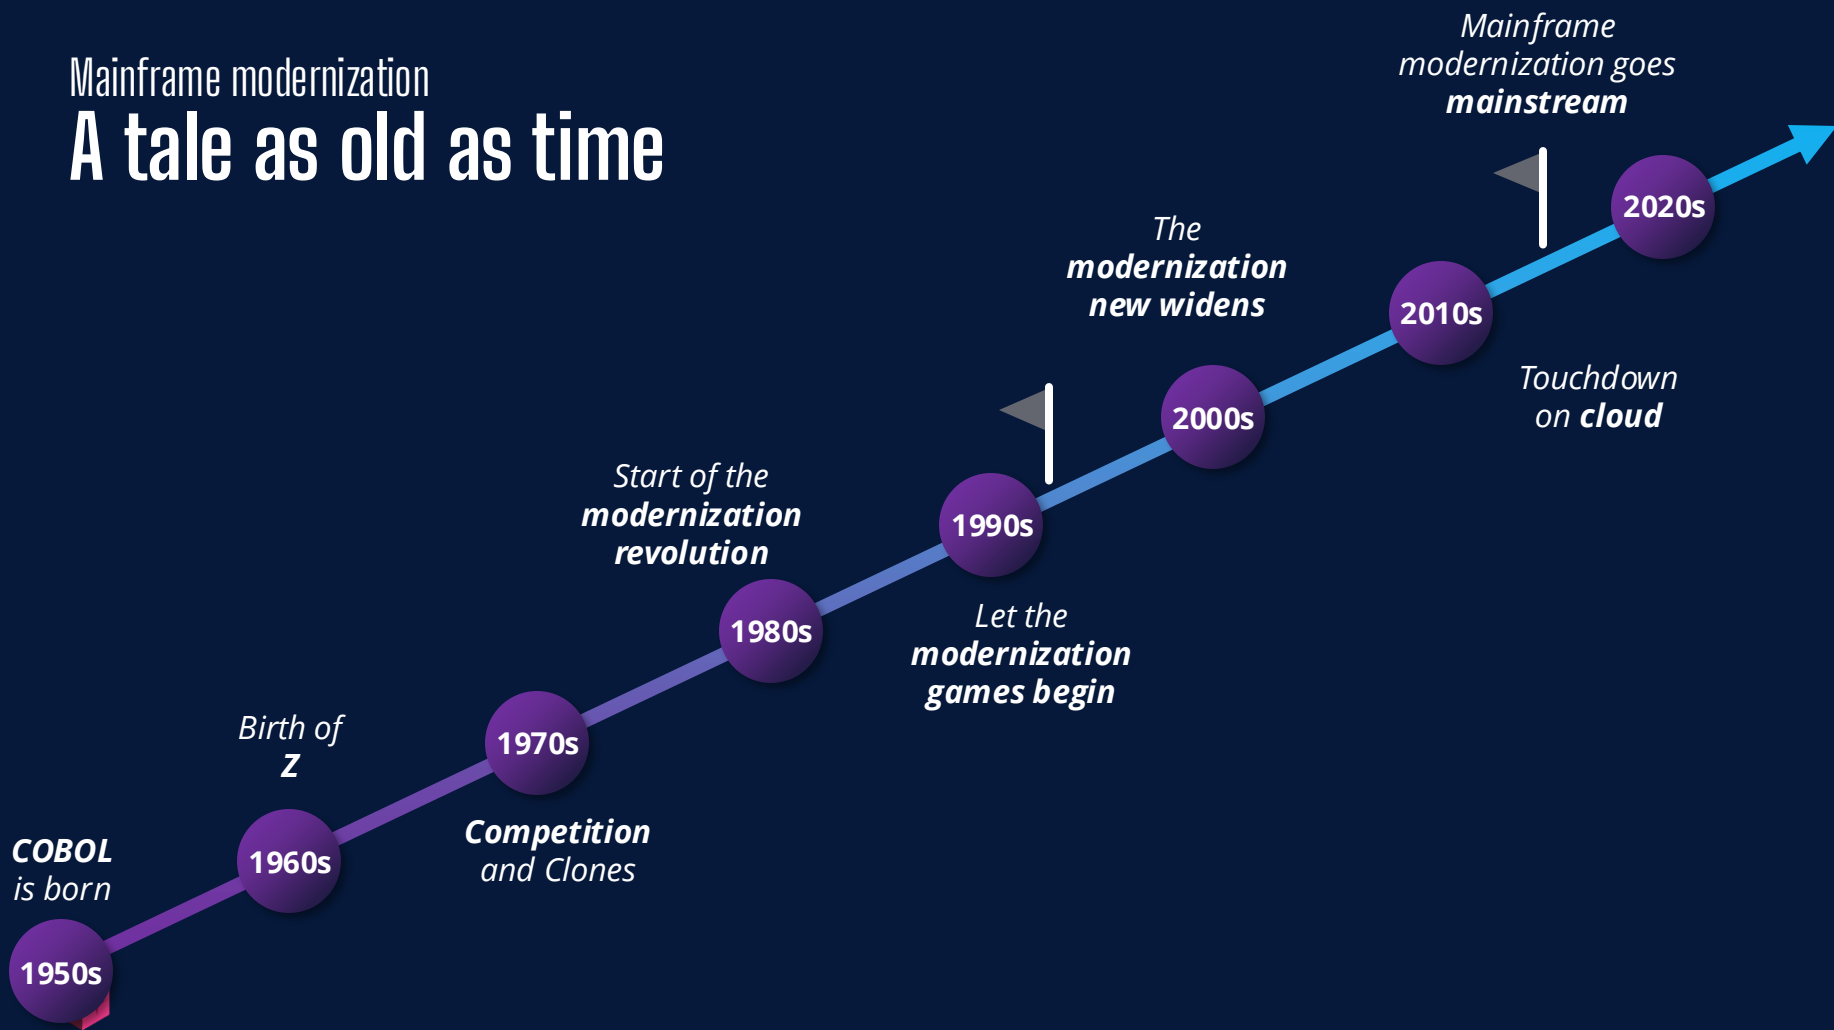 Mainframe modernization
A tale as old as time
COBOL
is born
1950s
Birth of
Z
1960s
1970s
Competition
and Clones
Start of the
modernization
revolution
1980s
1990s
Let the
modernization
games begin
The
modernization
new widens
2000s
2010s
Touchdown
on cloud
Mainframe
modernization goes
mainstream
2020s